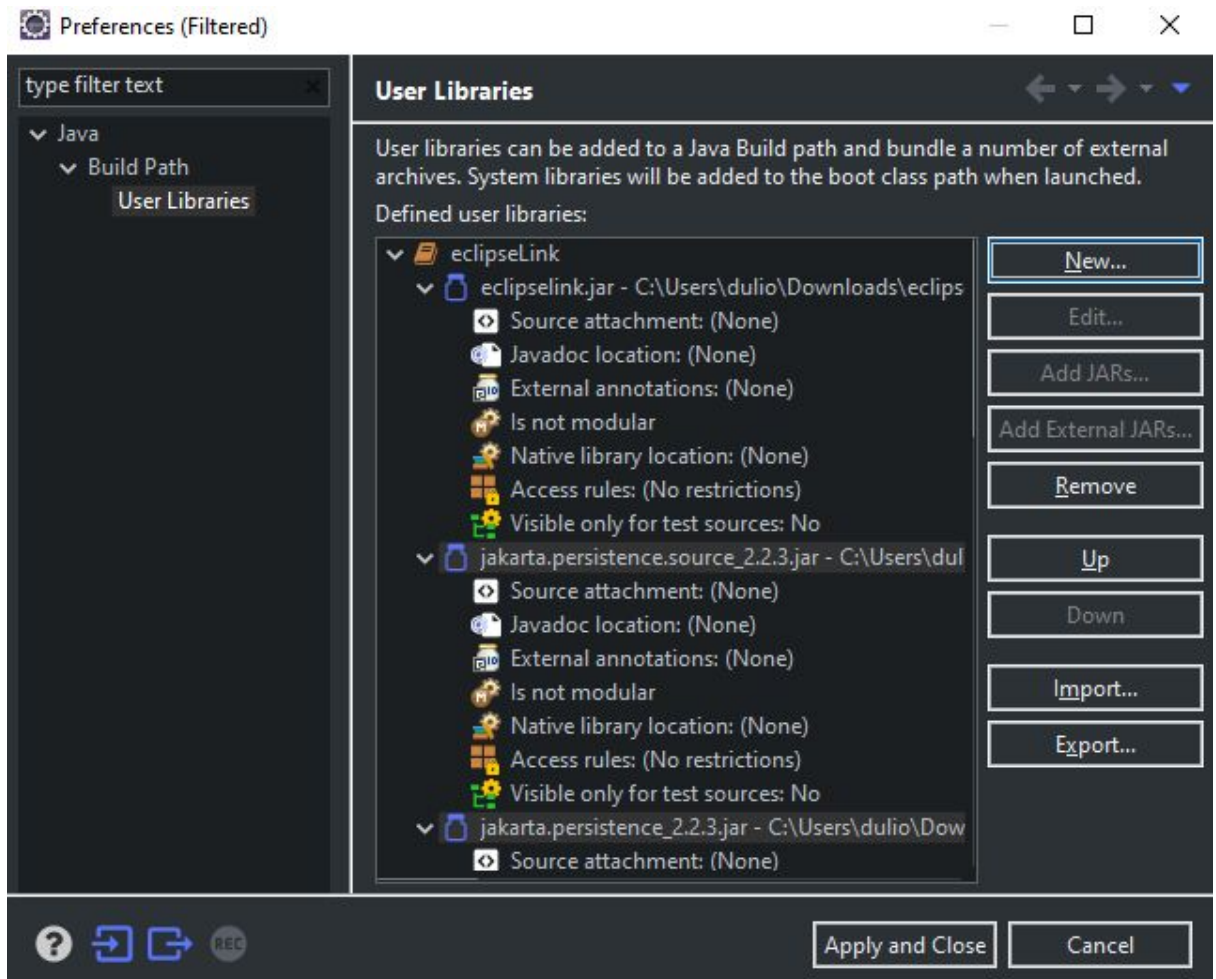 Preferences (Filtered)
type filter text
Java
Build Path
User Libraries
User Libraries
User libraries can be added to a Java Build path and bundle a number of external
archives. System libraries will be added to the boot class path when launched.
Defined user libraries:
eclipseLink
eclipselink.jar - C:\Users\dulio\Downloads\eclips
Source attachment: (None)
Javadoc location: (None)
External annotations: (None)
Is not modular
Native library location: (None)
Access rules: (No restrictions)
Visible only for test sources: No
jakarta.persistence.source_2.2.3.jar - C:\Users\dul
Source attachment: (None)
Javadoc location: (None)
External annotations: (None)
Is not modular
Native library location: (None)
Access rules: (No restrictions)
Visible only for test sources: No
jakarta.persistence_2.2.3.jar - C:\Users\dulio\Dow
Source attachment: (None)
New...
Edit...
Add JARs...
Add External JARs...
Remove
Up
Down
Import...
Export...
REC
Apply and Close
Cancel